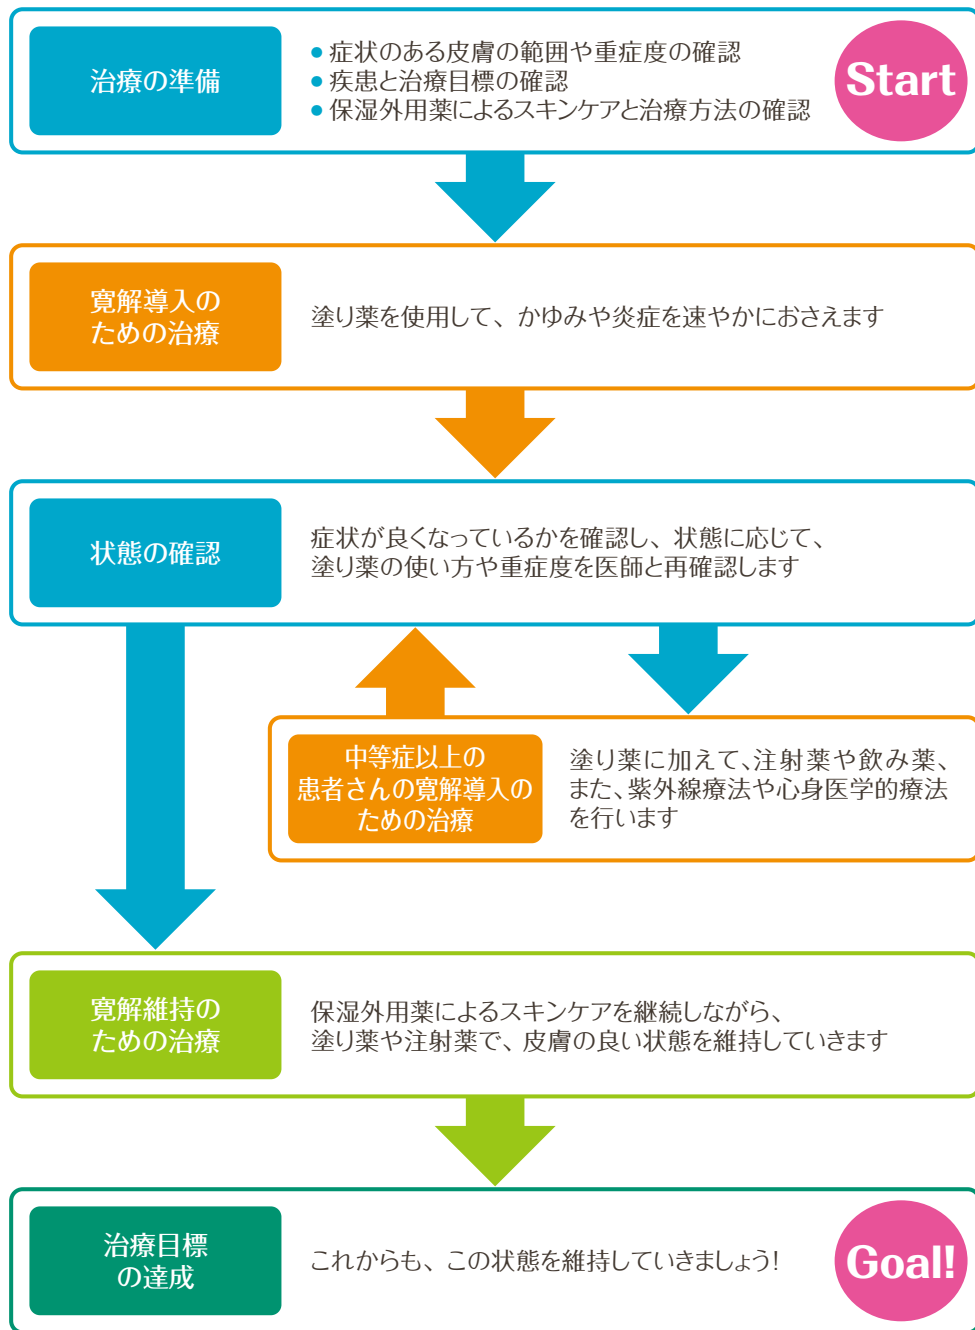 治療の準備
● 症状のある皮膚の範囲や重症度の確認
● 疾患と治療目標の確認
● 保湿外用薬によるスキンケアと治療方法の確認
Start
寛解導入の
ための治療
塗り薬を使用して、かゆみや炎症を速やかにおさえます
状態の確認
症状が良くなっているかを確認し、状態に応じて、
塗り薬の使い方や重症度を医師と再確認します
中等症以上の
患者さんの寛解導入の
ための治療
塗り薬に加えて、注射薬や飲み薬、
また、紫外線療法や心身医学的療法
を行います
寛解維持の
ための治療
保湿外用薬によるスキンケアを継続しながら、
塗り薬や注射薬で、皮膚の良い状態を維持していきます
治療目標
の達成
これからも、この状態を維持していきましょう!
Goal!